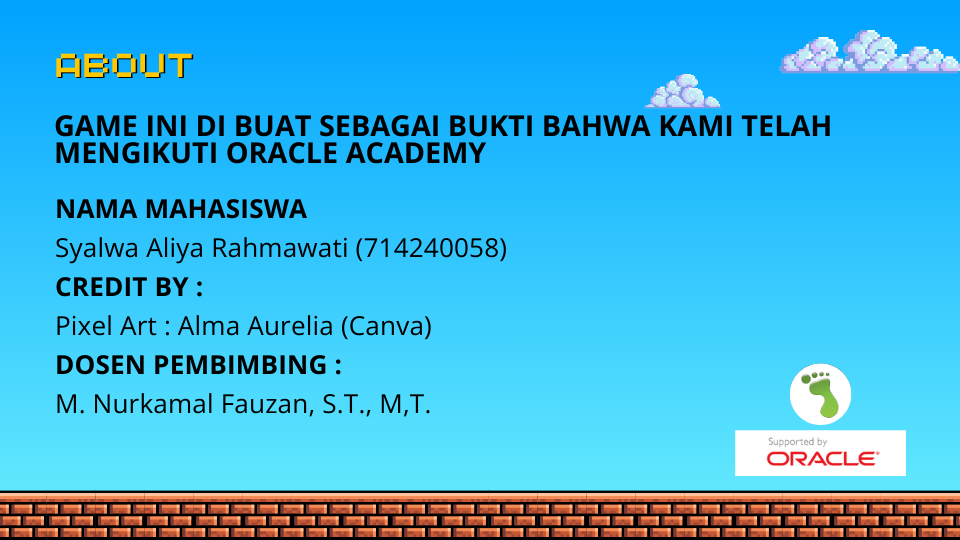 ABOUT
GAME INI DI BUAT SEBAGAI BUKTI BAHWA KAMI TELAH
MENGIKUTI ORACLE ACADEMY
NAMA MAHASISWA
Syalwa Aliya Rahmawati (714240058)
CREDIT BY :
Pixel Art : Alma Aurelia (Canva)
DOSEN PEMBIMBING :
M. Nurkamal Fauzan, S.T., M,T.
Supported by
ORACLE®